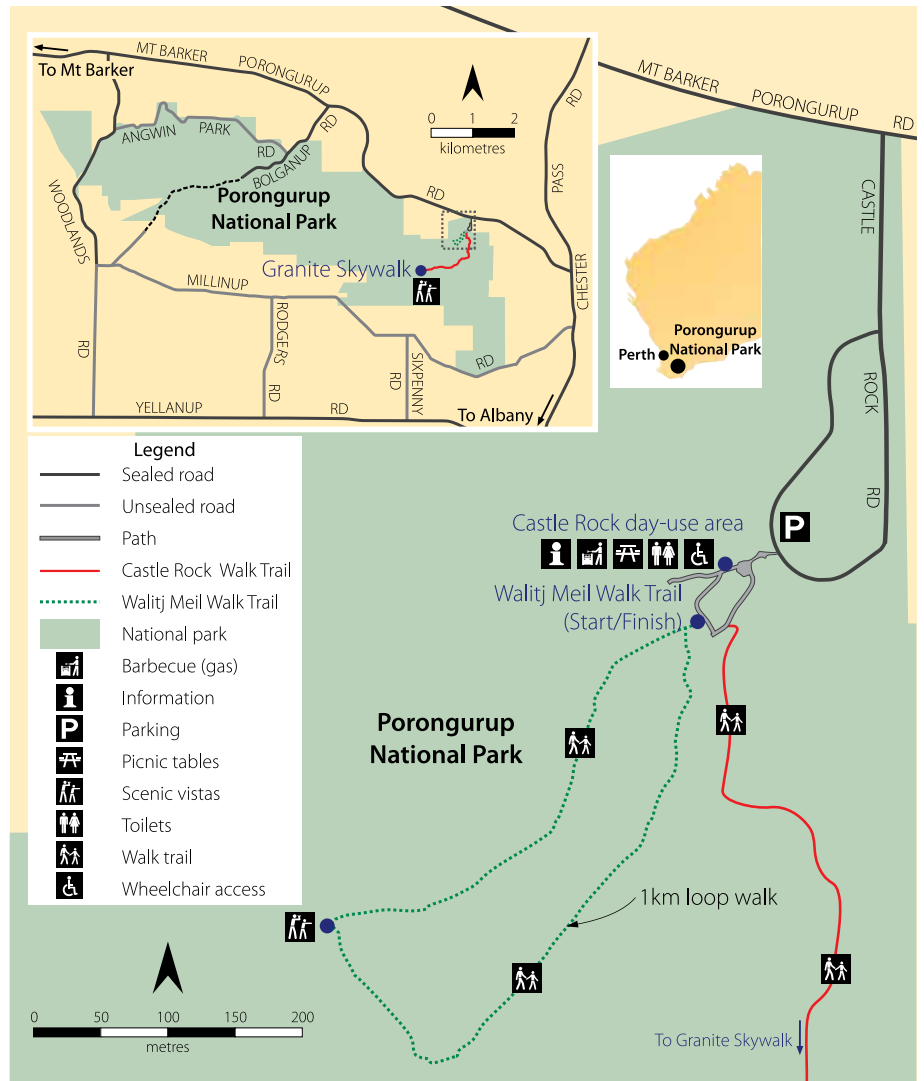 MT BARKER
PORONGURUP
RD
To Mt Barker
MT BARKER
PORONGURUP
RD
RD
PASS
CHESTER
0 1 2
kilometres
ANGWIN
PARK
RD
BOLGANUP
RD
WOODLANDS
RD
Porongurup
National Park
Granite Skywalk
MILLINUP
RD
RODGERS
RD
SIXPENNY
RD
YELLANUP
RD
To Albany
Perth
Porongurup
National Park
CASTLE
ROCK
RD
Legend
Sealed road
Unsealed road
Path
Castle Rock Walk Trail
Walitj Meil Walk Trail
National park
Barbecue (gas)
Information
P
Parking
Picnic tables
Scenic vistas
Toilets
Walk trail
Wheelchair access
P
Castle Rock day-use area
Walitj Meil Walk Trail
(Start/Finish)
Porongurup
National Park
1km loop walk
0 50 100 150 200
metres
To Granite Skywalk